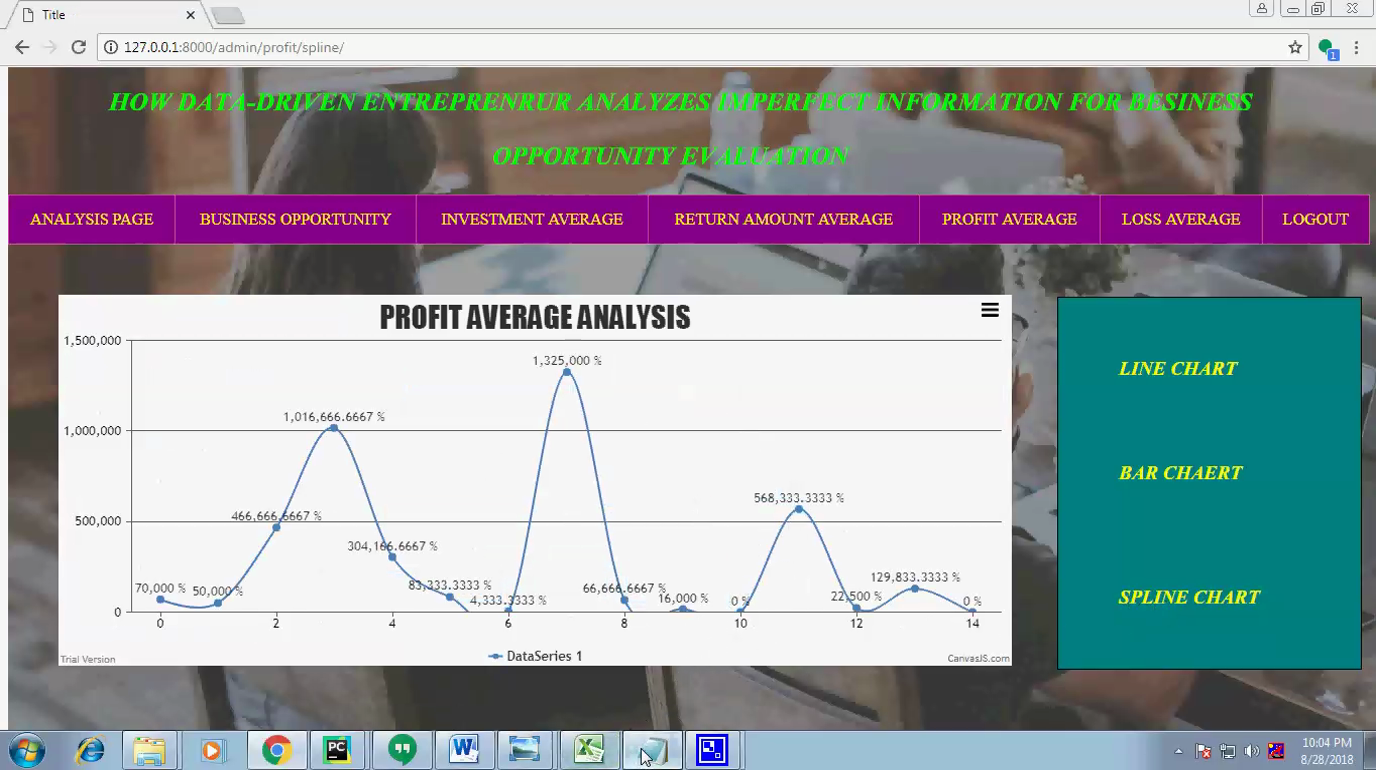 Title
127.0.0.1:8000/admin/profit/spline/
1
HOW DATA-DRIVEN ENTREPRENRUR ANALYZES IMPERFECT INFORMATION FOR BESINESS
OPPORTUNITY EVALUATION
ANALYSIS PAGE BUSINESS OPPORTUNITY INVESTMENT AVERAGE RETURN AMOUNT AVERAGE PROFIT AVERAGE LOSS AVERAGE LOGOUT
PROFIT AVERAGE ANALYSIS
1,500,000
1,325,000 %
1,016,666.6667 %
1,000,000
568,333.3333 %
466,666.6667 %
500,000
304,166.6667 %
129,833.3333 %
70,000 % 50,000 % 83,333.3333 % 4,333.3333 % 66,666.6667 % 16,000 % 0 % 22,500 % 0 %
0
0 2 4 6 8 10 12 14
DataSeries 1
Trial Version CanvasJS.com
LINE CHART
BAR CHAERT
SPLINE CHART
PC W X
10:04 PM
8/28/2018